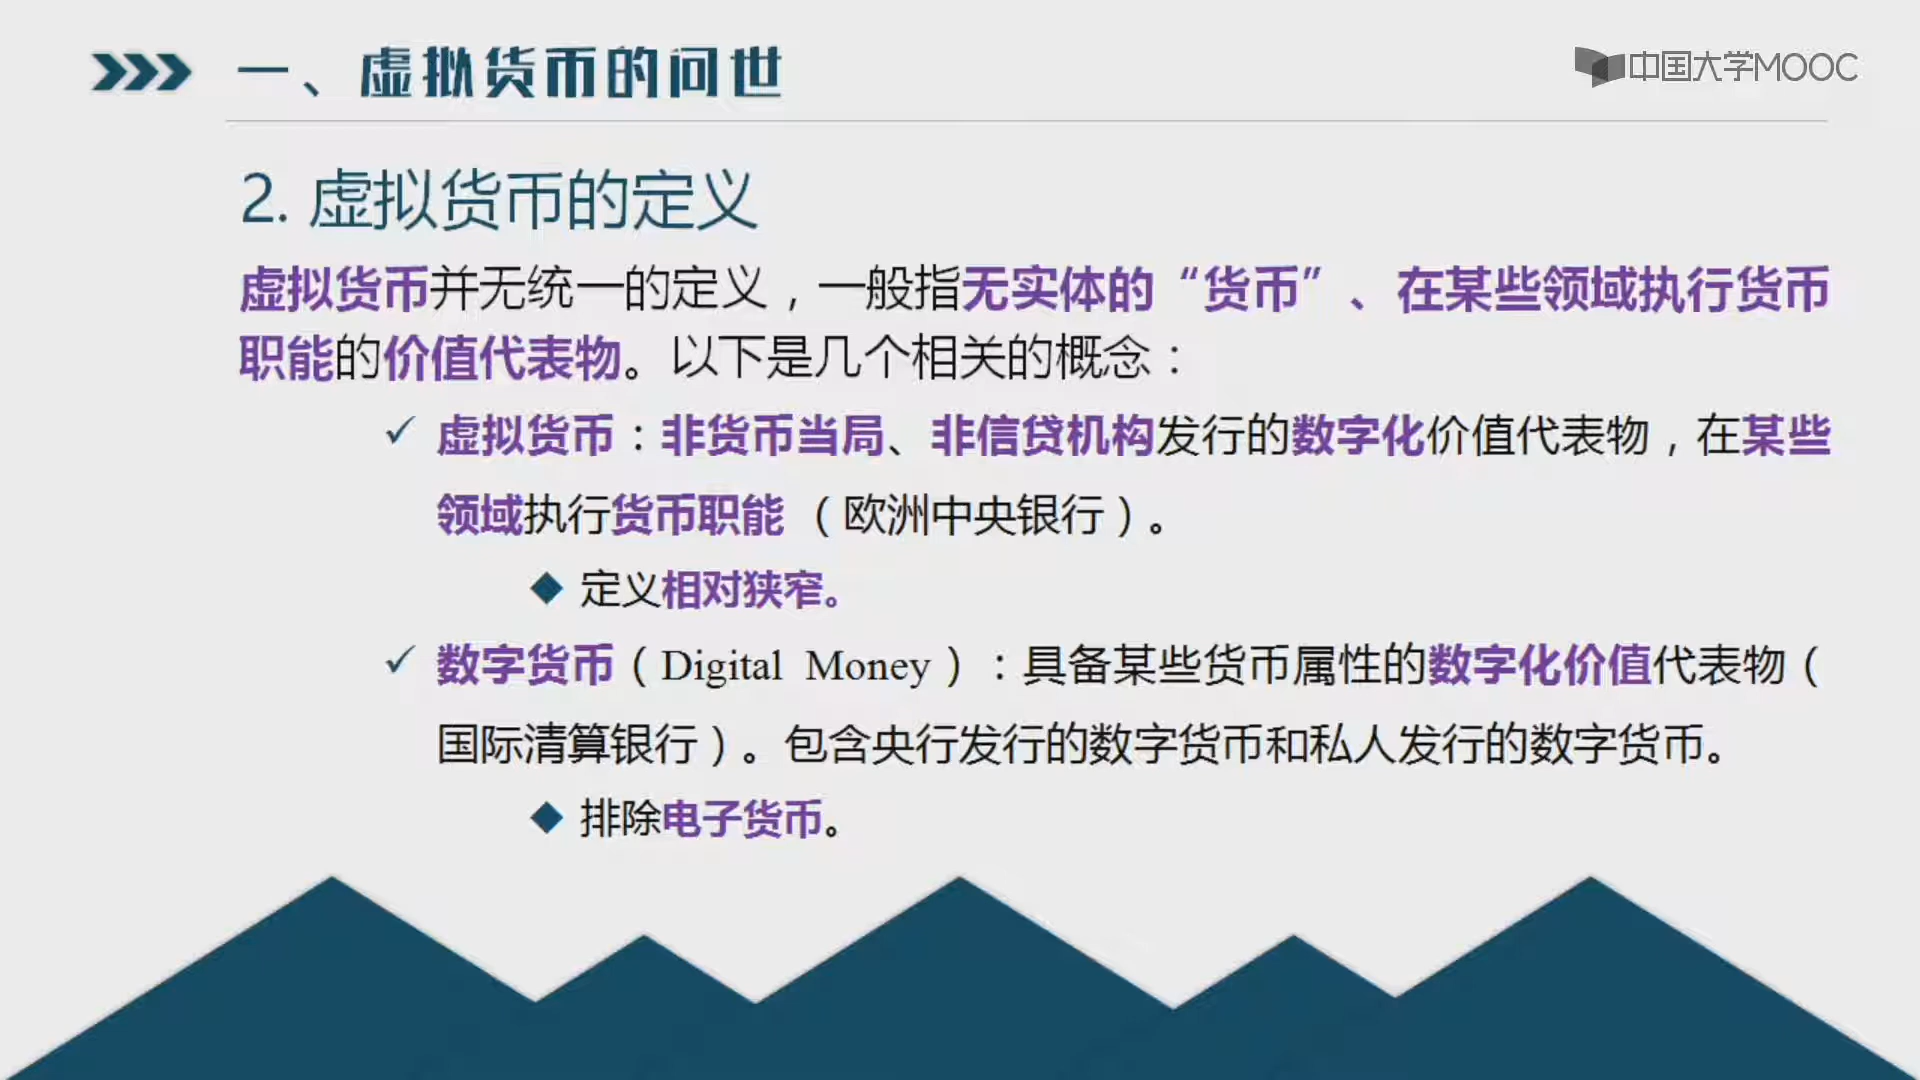 一、虚拟货币的问世
中国大学MOOC
2. 虚拟货币的定义
虚拟货币并无统一的定义，一般指无实体的“货币”、在某些领域执行货币
职能的价值代表物。以下是几个相关的概念：
✓ 虚拟货币：非货币当局、非信贷机构发行的数字化价值代表物，在某些
领域执行货币职能（欧洲中央银行）。
◆ 定义相对狭窄。
✓ 数字货币（Digital Money）：具备某些货币属性的数字化价值代表物（
国际清算银行）。包含央行发行的数字货币和私人发行的数字货币。
◆ 排除电子货币。